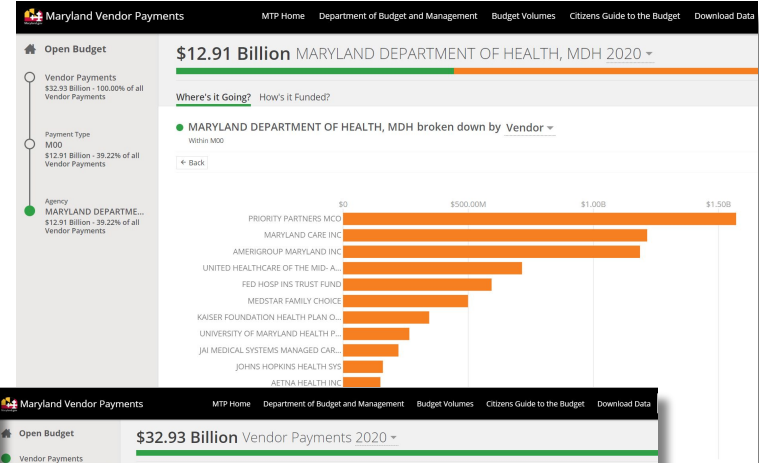 Maryland Vendor Payments
MTP Home Department of Budget and Management Budget Volumes Citizens Guide to the Budget Download Data
Open Budget
Vendor Payments
$32.93 Billion - 100.00% of all
Vendor Payments
Payment Type
M00
$12.91 Billion - 39.22% of all
Vendor Payments
Agency
MARYLAND DEPARTME...
$12.91 Billion - 39.22% of all
Vendor Payments
$12.91 Billion MARYLAND DEPARTMENT OF HEALTH, MDH 2020
Where's it Going? How's it Funded?
MARYLAND DEPARTMENT OF HEALTH, MDH broken down by Vendor
Within M00
← Back
$0 $500.00M $1.00B $1.50B
PRIORITY PARTNERS MCO
MARYLAND CARE INC
AMERIGROUP MARYLAND INC
UNITED HEALTHCARE OF THE MID- A...
FED HOSP INS TRUST FUND
MEDSTAR FAMILY CHOICE
KAISER FOUNDATION HEALTH PLAN O...
UNIVERSITY OF MARYLAND HEALTH P...
JAI MEDICAL SYSTEMS MANAGED CAR...
JOHNS HOPKINS HEALTH SYS
AETNA HEALTH INC
Maryland Vendor Payments
MTP Home Department of Budget and Management Budget Volumes Citizens Guide to the Budget Download Data
Open Budget
Vendor Payments
$32.93 Billion Vendor Payments 2020